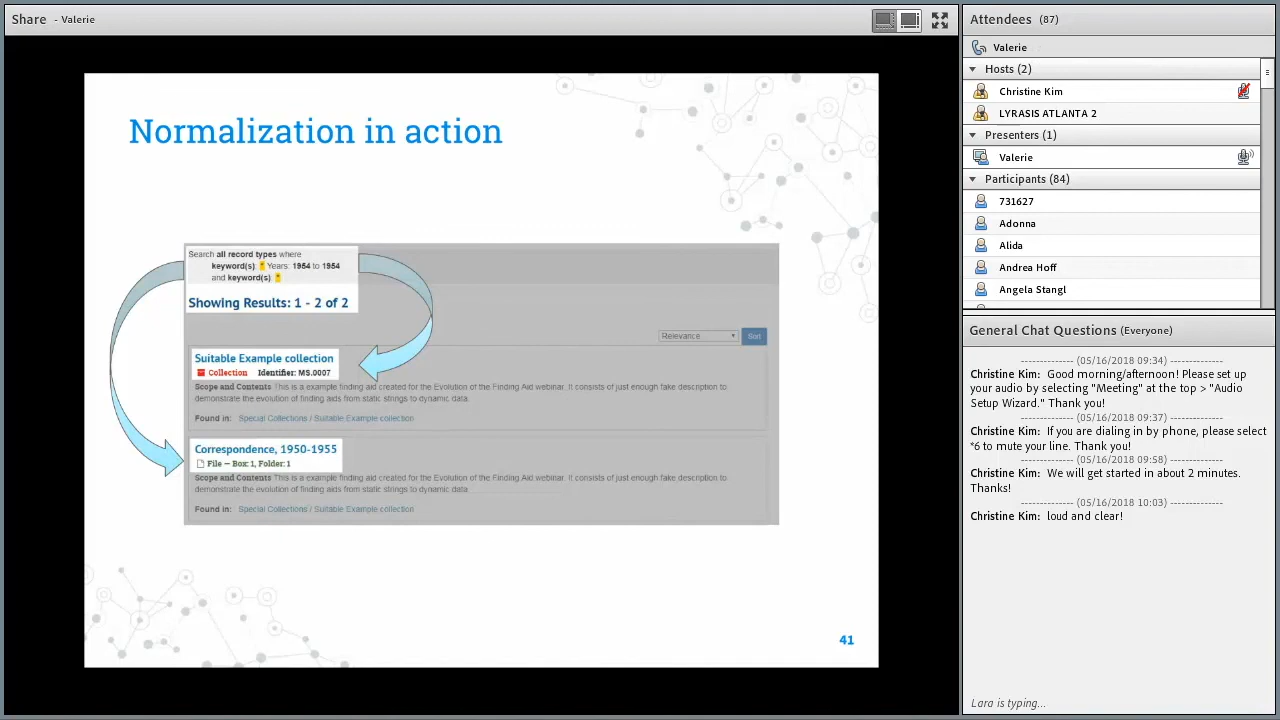 Share - Valerie
Normalization in action
Search all record types where
keyword(s): * Years: 1954 to 1954
and keyword(s): *
Showing Results: 1 - 2 of 2
Relevance
Sort
Suitable Example collection
Collection Identifier: MS.0007
Scope and Contents This is a example finding aid created for the Evolution of the Finding Aid webinar. It consists of just enough fake description to
demonstrate the evolution of finding aids from static strings to dynamic data.
Found in: Special Collections / Suitable Example collection
Correspondence, 1950-1955
File — Box: 1, Folder: 1
Scope and Contents This is a example finding aid created for the Evolution of the Finding Aid webinar. It consists of just enough fake description to
demonstrate the evolution of finding aids from static strings to dynamic data.
Found in: Special Collections / Suitable Example collection
41
Attendees (87)
Valerie
Hosts (2)
Christine Kim
LYRASIS ATLANTA 2
Presenters (1)
Valerie
Participants (84)
731627
Adonna
Alida
Andrea Hoff
Angela Stangl
General Chat Questions (Everyone)
-------------- (05/16/2018 09:34) --------------
Christine Kim: Good morning/afternoon! Please set up
your audio by selecting "Meeting" at the top > "Audio
Setup Wizard." Thank you!
-------------- (05/16/2018 09:37) --------------
Christine Kim: If you are dialing in by phone, please select
*6 to mute your line. Thank you!
-------------- (05/16/2018 09:58) --------------
Christine Kim: We will get started in about 2 minutes.
Thanks!
-------------- (05/16/2018 10:03) --------------
Christine Kim: loud and clear!
Lara is typing...